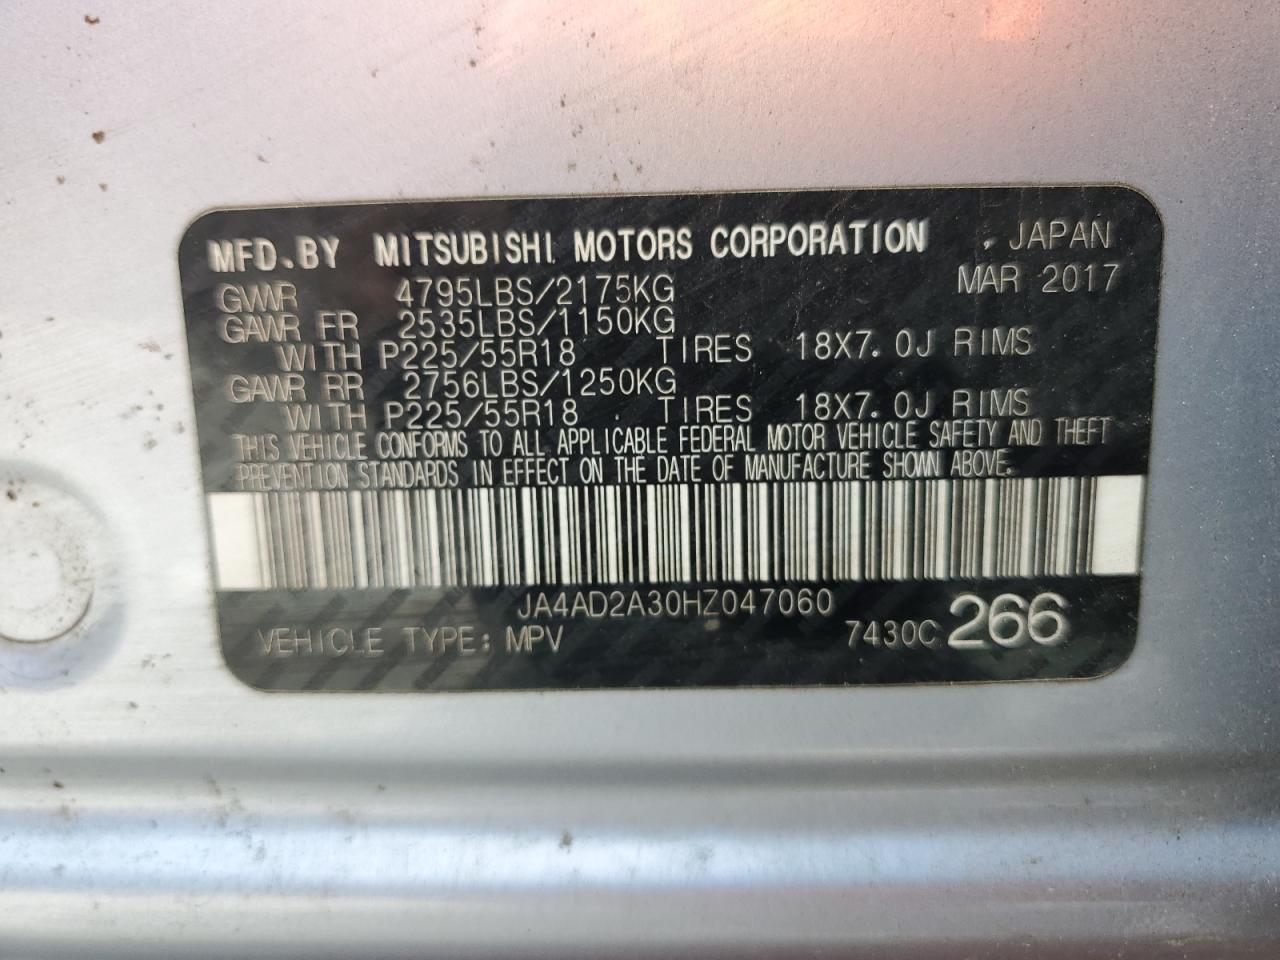 MFD.BY MITSUBISHI MOTORS CORPORATION , JAPAN
GVWR 4795LBS/2175KG MAR 2017
GAWR FR 2535LBS/1150KG
WITH P225/55R18 TIRES 18X7.0J RIMS
GAWR RR 2756LBS/1250KG
WITH P225/55R18 TIRES 18X7.0J RIMS
THIS VEHICLE CONFORMS TO ALL APPLICABLE FEDERAL MOTOR VEHICLE SAFETY AND THEFT
PREVENTION STANDARDS IN EFFECT ON THE DATE OF MANUFACTURE SHOWN ABOVE.
JA4AD2A30HZ047060
VEHICLE TYPE: MPV 7430C 266